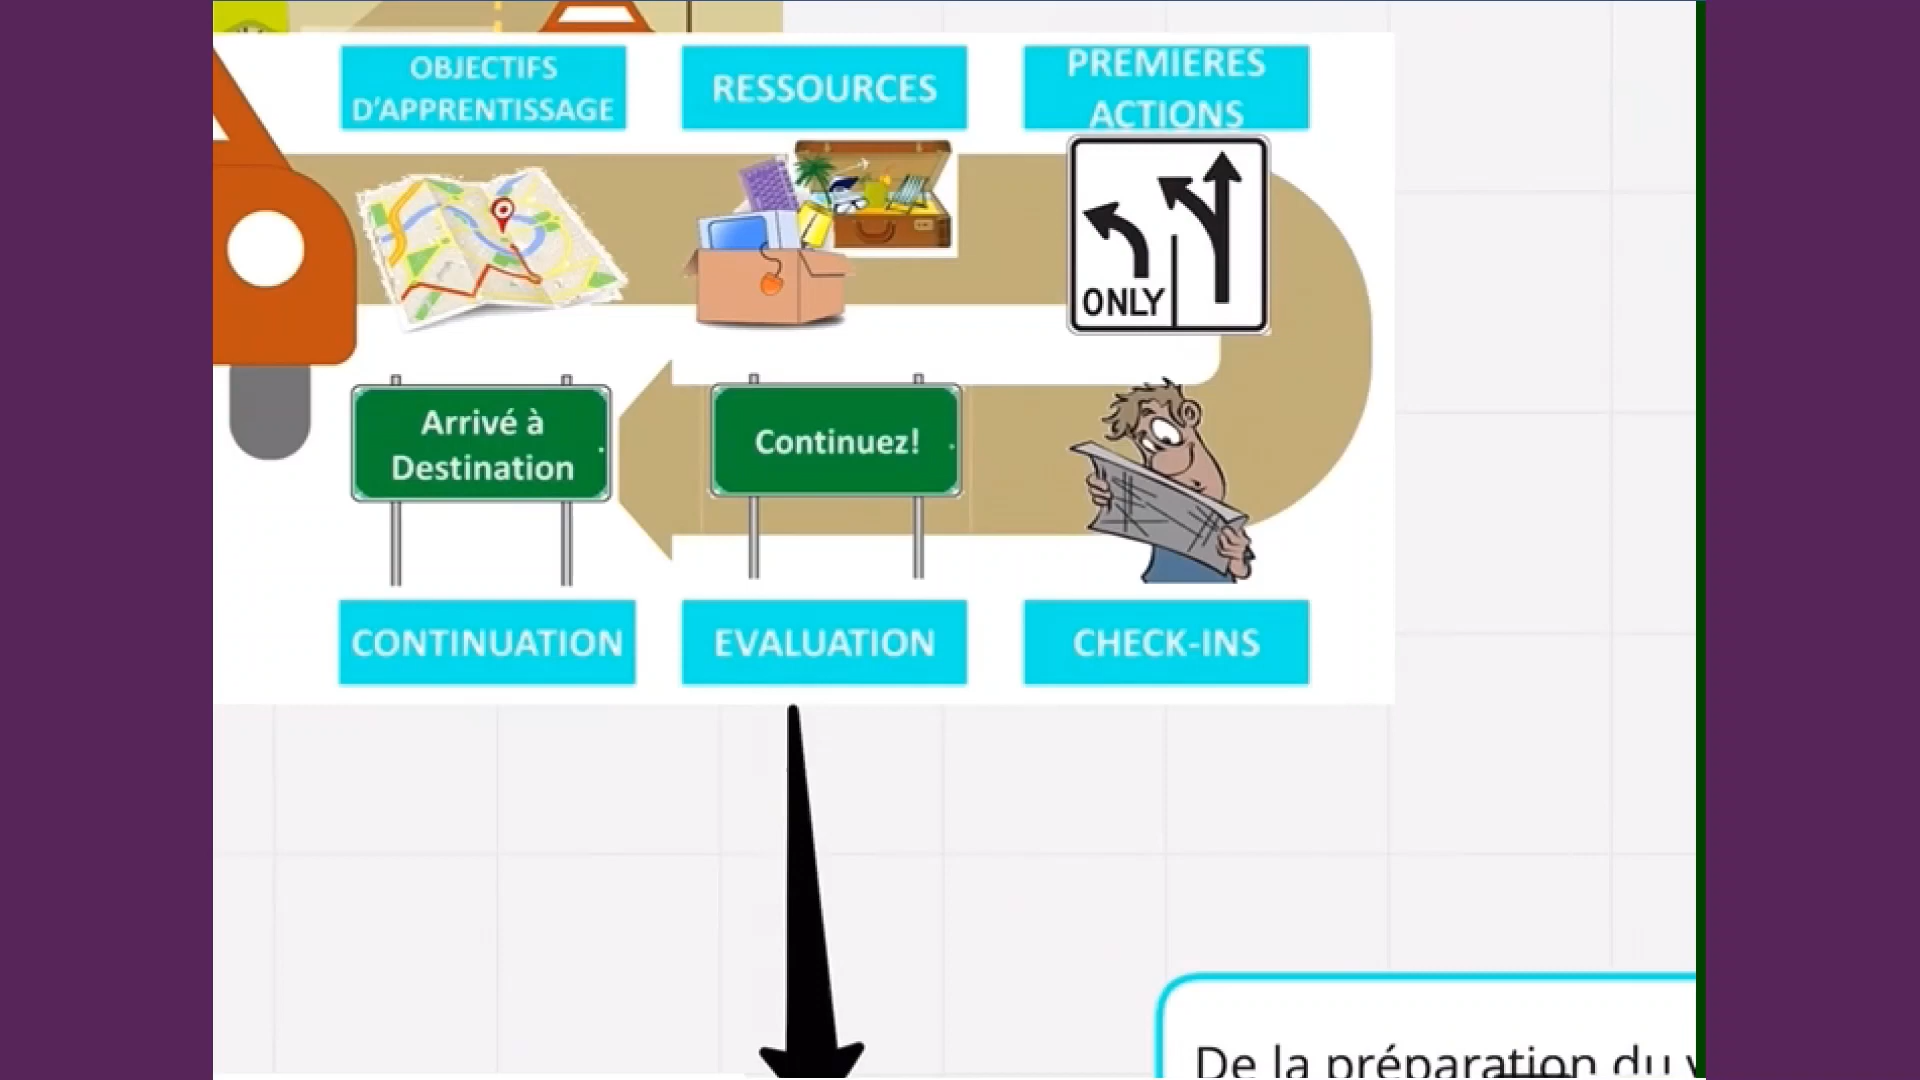 OBJECTIFS
D'APPRENTISSAGE
RESSOURCES
PREMIERES
ACTIONS
ONLY
Arrivé à
Destination
Continuez!
CONTINUATION
EVALUATION
CHECK-INS
De la préparation du